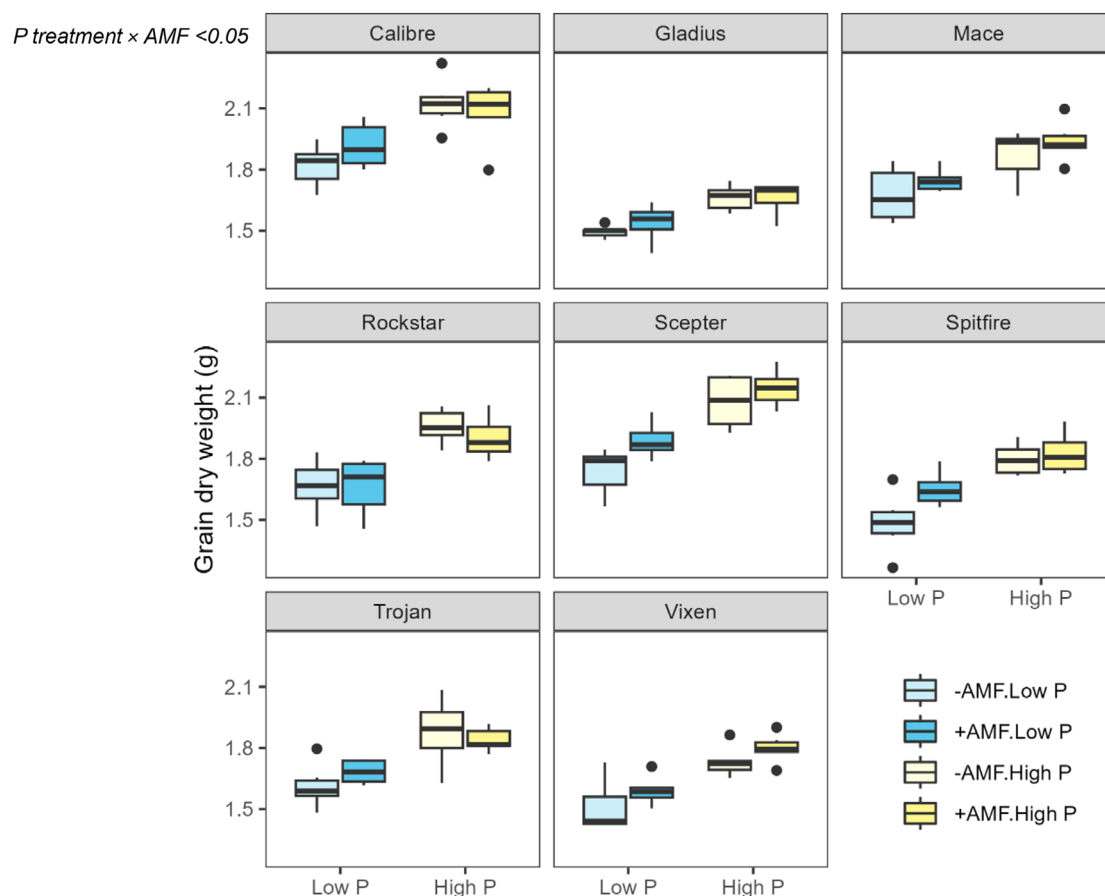 P treatment × AMF <0.05
Calibre
Gladius
Mace
2.1
1.8
1.5
Rockstar
Scepter
Spitfire
Grain dry weight (g)
2.1
1.8
1.5
Low P
High P
Trojan
Vixen
2.1
1.8
1.5
-AMF.Low P
+AMF.Low P
-AMF.High P
+AMF.High P
Low P
High P
Low P
High P